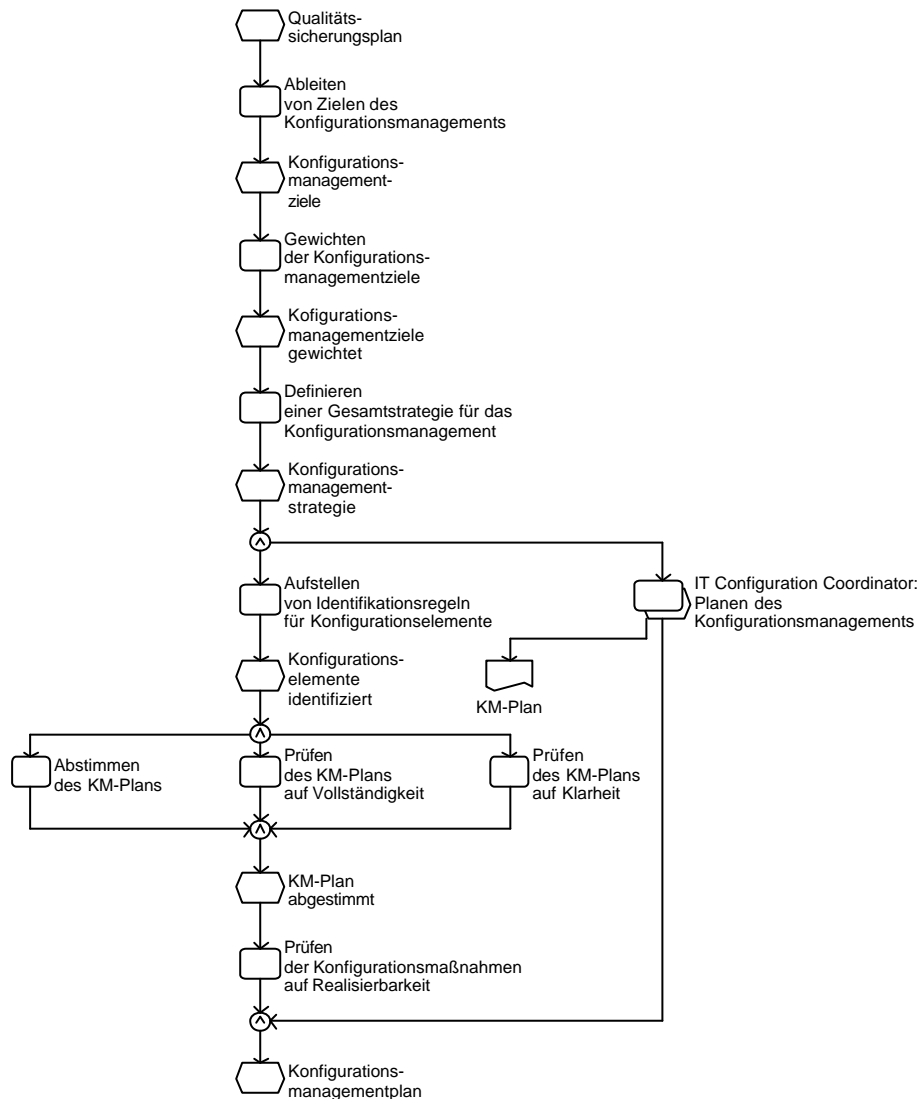 Qualitäts-
sicherungsplan
Ableiten
von Zielen des
Konfigurationsmanagements
Konfigurations-
management-
ziele
Gewichten
der Konfigurations-
managementziele
Kofigurations-
managementziele
gewichtet
Definieren
einer Gesamtstrategie für das
Konfigurationsmanagement
Konfigurations-
management-
strategie
Aufstellen
von Identifikationsregeln
für Konfigurationselemente
IT Configuration Coordinator:
Planen des
Konfigurationsmanagements
Konfigurations-
elemente
identifiziert
KM-Plan
Abstimmen
des KM-Plans
Prüfen
des KM-Plans
auf Vollständigkeit
Prüfen
des KM-Plans
auf Klarheit
KM-Plan
abgestimmt
Prüfen
der Konfigurationsmaßnahmen
auf Realisierbarkeit
Konfigurations-
managementplan